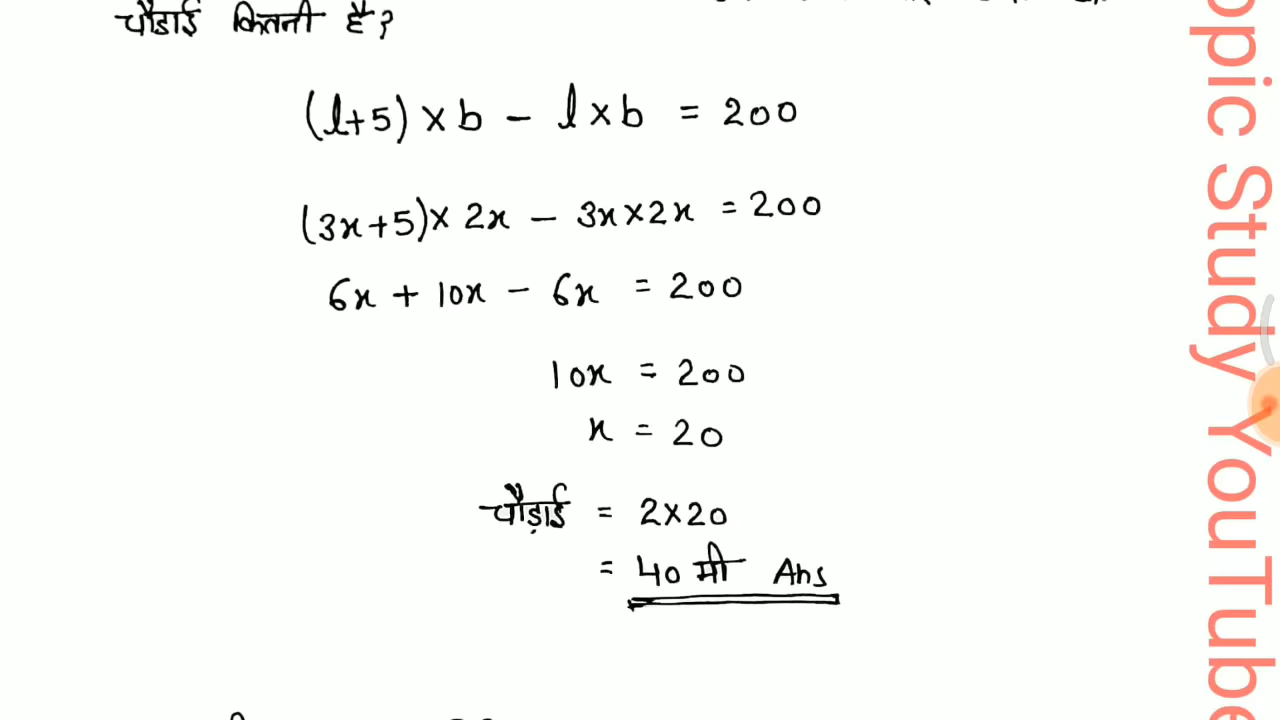 चौडाई कितनी है?
(l+5) × b - l × b = 200
(3x+5) × 2x - 3x × 2x = 200
6x + 10x - 6x = 200
10x = 200
x = 20
चौड़ाई = 2×20
= 40 मी Ans
opic Study YouTube